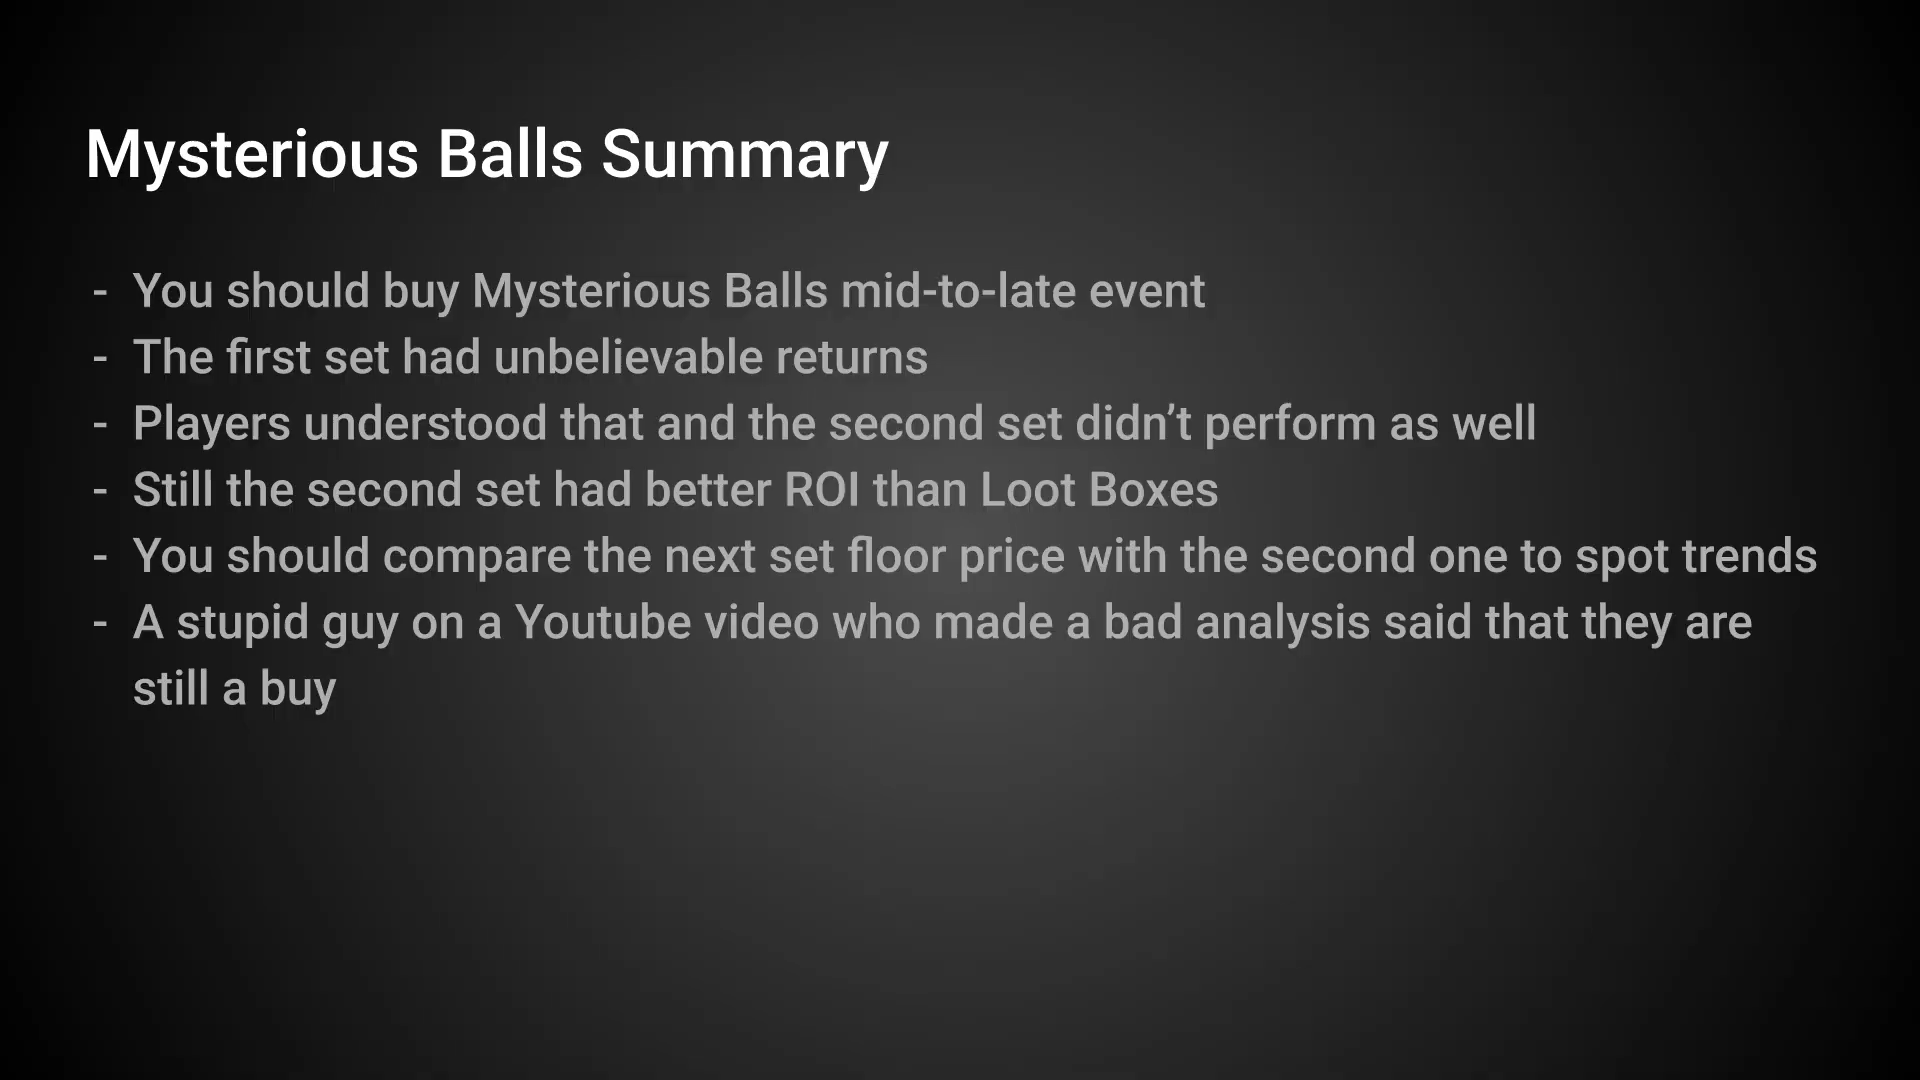 Mysterious Balls Summary
- You should buy Mysterious Balls mid-to-late event
- The first set had unbelievable returns
- Players understood that and the second set didn’t perform as well
- Still the second set had better ROI than Loot Boxes
- You should compare the next set floor price with the second one to spot trends
- A stupid guy on a Youtube video who made a bad analysis said that they are
still a buy